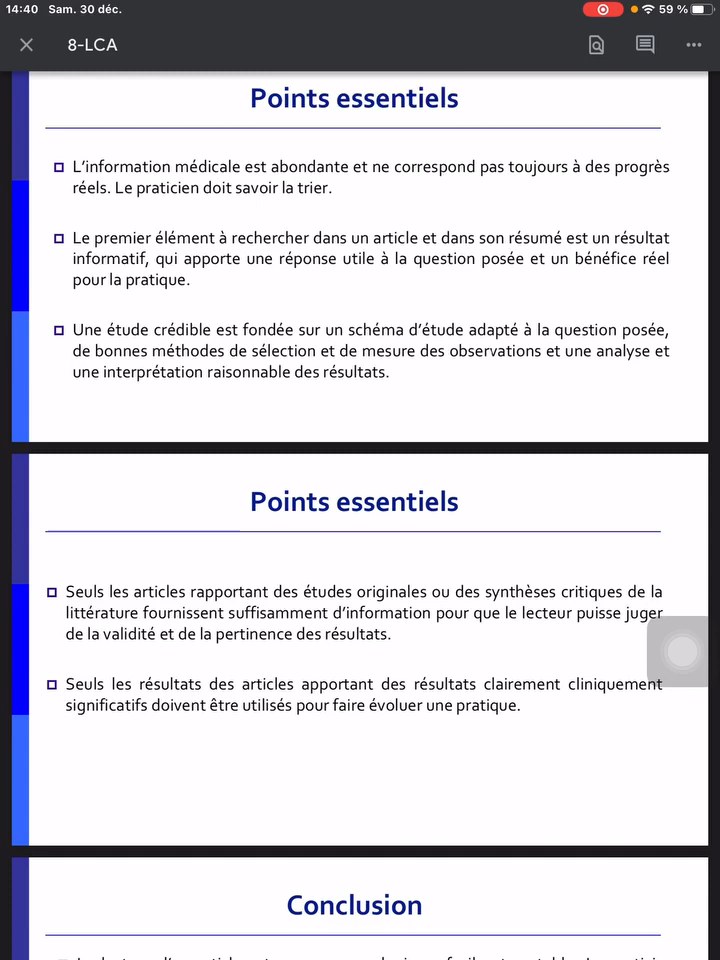 14:40 Sam. 30 déc.
59 %
8-LCA
Points essentiels
L’information médicale est abondante et ne correspond pas toujours à des progrès
réels. Le praticien doit savoir la trier.
Le premier élément à rechercher dans un article et dans son résumé est un résultat
informatif, qui apporte une réponse utile à la question posée et un bénéfice réel
pour la pratique.
Une étude crédible est fondée sur un schéma d’étude adapté à la question posée,
de bonnes méthodes de sélection et de mesure des observations et une analyse et
une interprétation raisonnable des résultats.
Points essentiels
Seuls les articles rapportant des études originales ou des synthèses critiques de la
littérature fournissent suffisamment d’information pour que le lecteur puisse juger
de la validité et de la pertinence des résultats.
Seuls les résultats des articles apportant des résultats clairement cliniquement
significatifs doivent être utilisés pour faire évoluer une pratique.
Conclusion